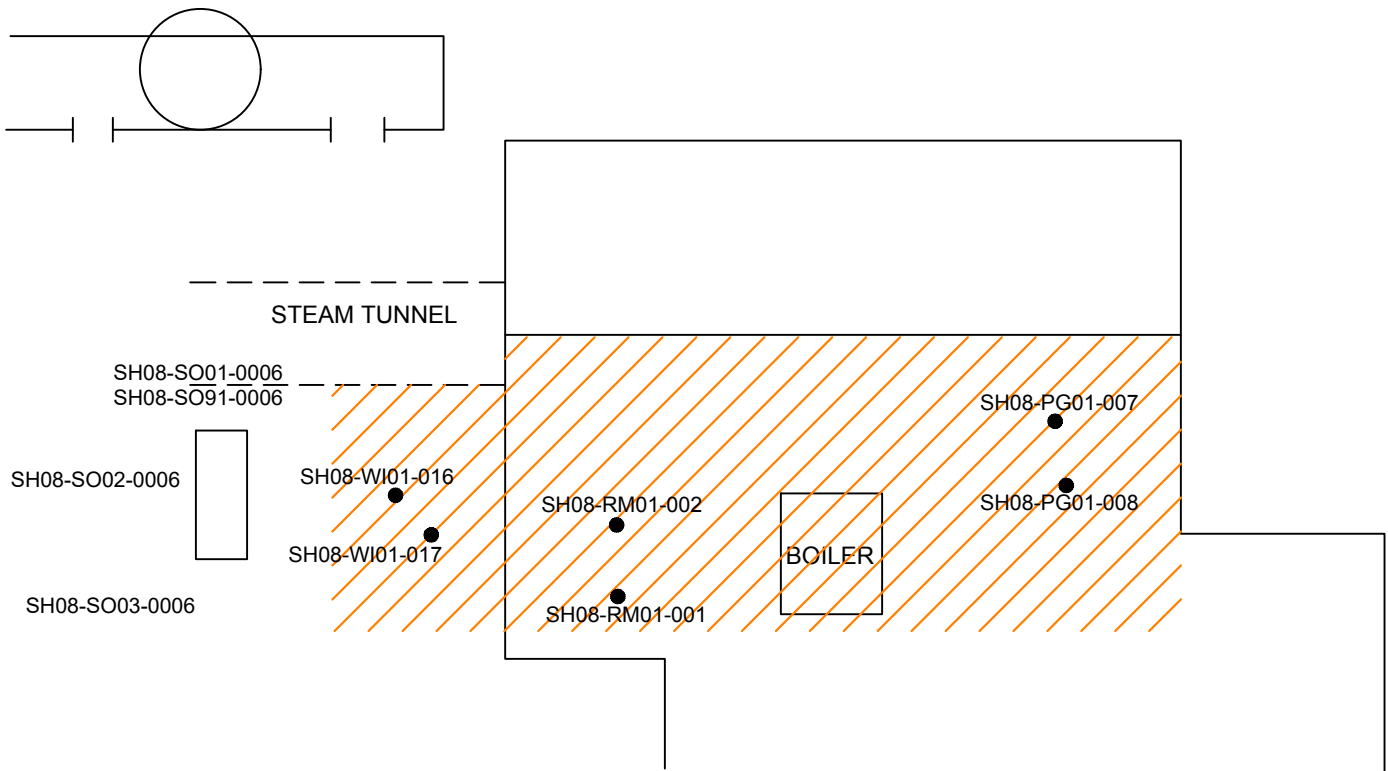 STEAM TUNNEL
SH08-SO01-0006
SH08-SO91-0006
SH08-PG01-007
SH08-SO02-0006
SH08-WI01-016
SH08-RM01-002
SH08-PG01-008
SH08-WI01-017
BOILER
SH08-SO03-0006
SH08-RM01-001